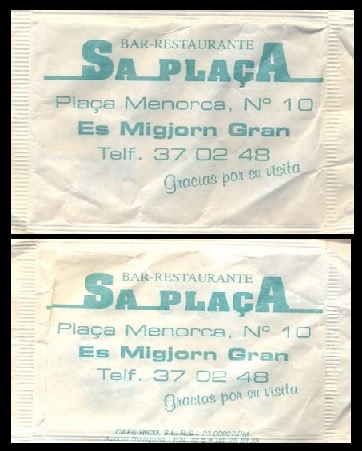 BAR-RESTAURANTE
SA PLAÇA
Plaça Menorca, Nº 10
Es Migjorn Gran
Telf. 37 02 48
Gracias por su visita
BAR-RESTAURANTE
SA PLAÇA
Plaça Menorca, Nº 10
Es Migjorn Gran
Telf. 37 02 48
Gracias por su visita
CAFE RICO, S.L. R.S.: